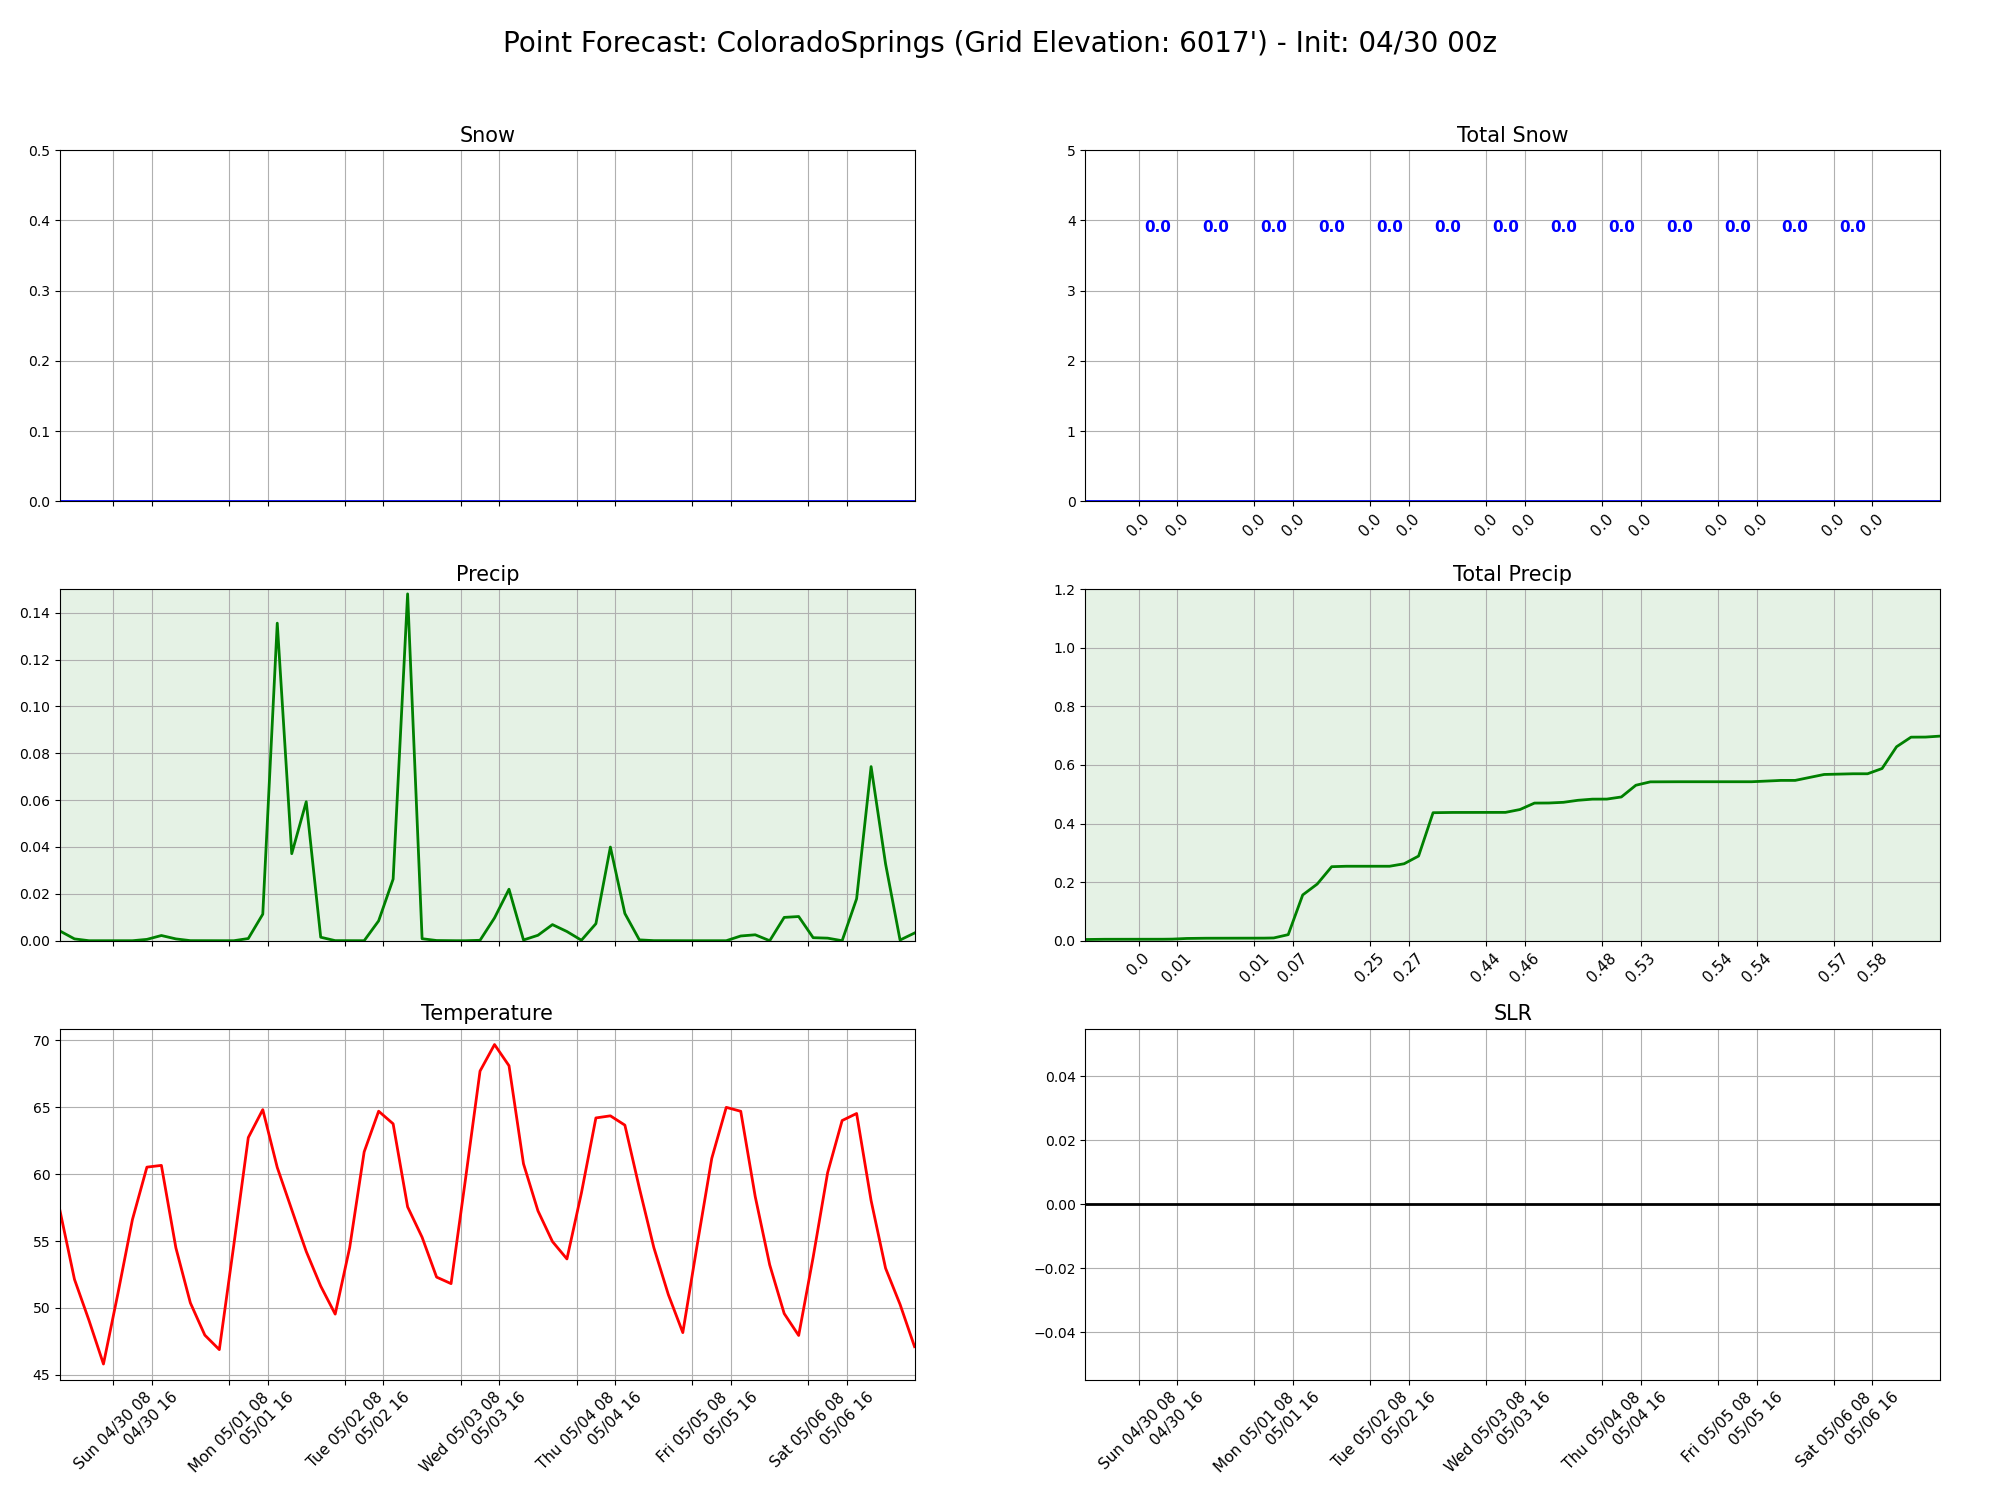 Point Forecast: ColoradoSprings (Grid Elevation: 6017') - Init: 04/30 00z
Snow
0.5
0.4
0.3
0.2
0.1
0.0
Total Snow
5
4
3
2
1
0
0.0 0.0 0.0 0.0 0.0 0.0 0.0 0.0 0.0 0.0 0.0 0.0 0.0
0.0 0.0 0.0 0.0 0.0 0.0 0.0 0.0 0.0 0.0 0.0 0.0 0.0 0.0
Precip
0.14
0.12
0.10
0.08
0.06
0.04
0.02
0.00
Total Precip
1.2
1.0
0.8
0.6
0.4
0.2
0.0
0.0 0.01 0.01 0.07 0.25 0.27 0.44 0.46 0.48 0.53 0.54 0.54 0.57 0.58
Temperature
70
65
60
55
50
45
Sun 04/30 08
04/30 16
Mon 05/01 08
05/01 16
Tue 05/02 08
05/02 16
Wed 05/03 08
05/03 16
Thu 05/04 08
05/04 16
Fri 05/05 08
05/05 16
Sat 05/06 08
05/06 16
SLR
0.04
0.02
0.00
−0.02
−0.04
Sun 04/30 08
04/30 16
Mon 05/01 08
05/01 16
Tue 05/02 08
05/02 16
Wed 05/03 08
05/03 16
Thu 05/04 08
05/04 16
Fri 05/05 08
05/05 16
Sat 05/06 08
05/06 16